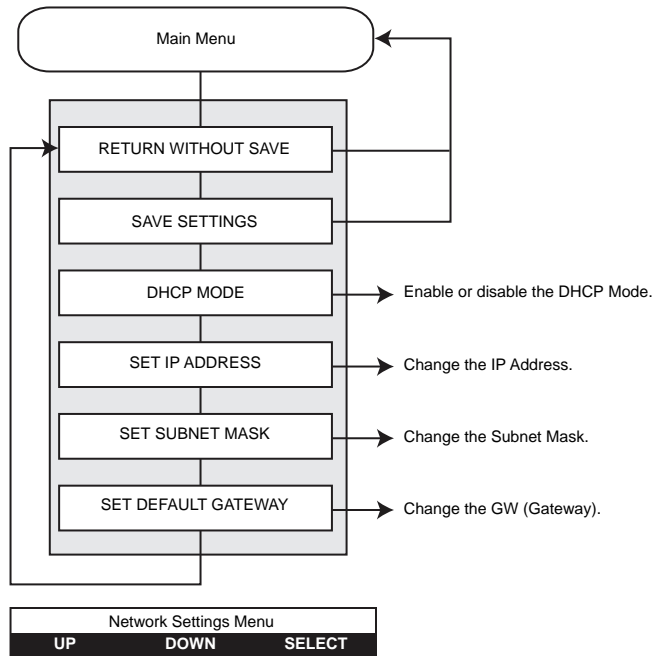 Main Menu
RETURN WITHOUT SAVE
SAVE SETTINGS
DHCP MODE
Enable or disable the DHCP Mode.
SET IP ADDRESS
Change the IP Address.
SET SUBNET MASK
Change the Subnet Mask.
SET DEFAULT GATEWAY
Change the GW (Gateway).
Network Settings Menu
UP DOWN SELECT